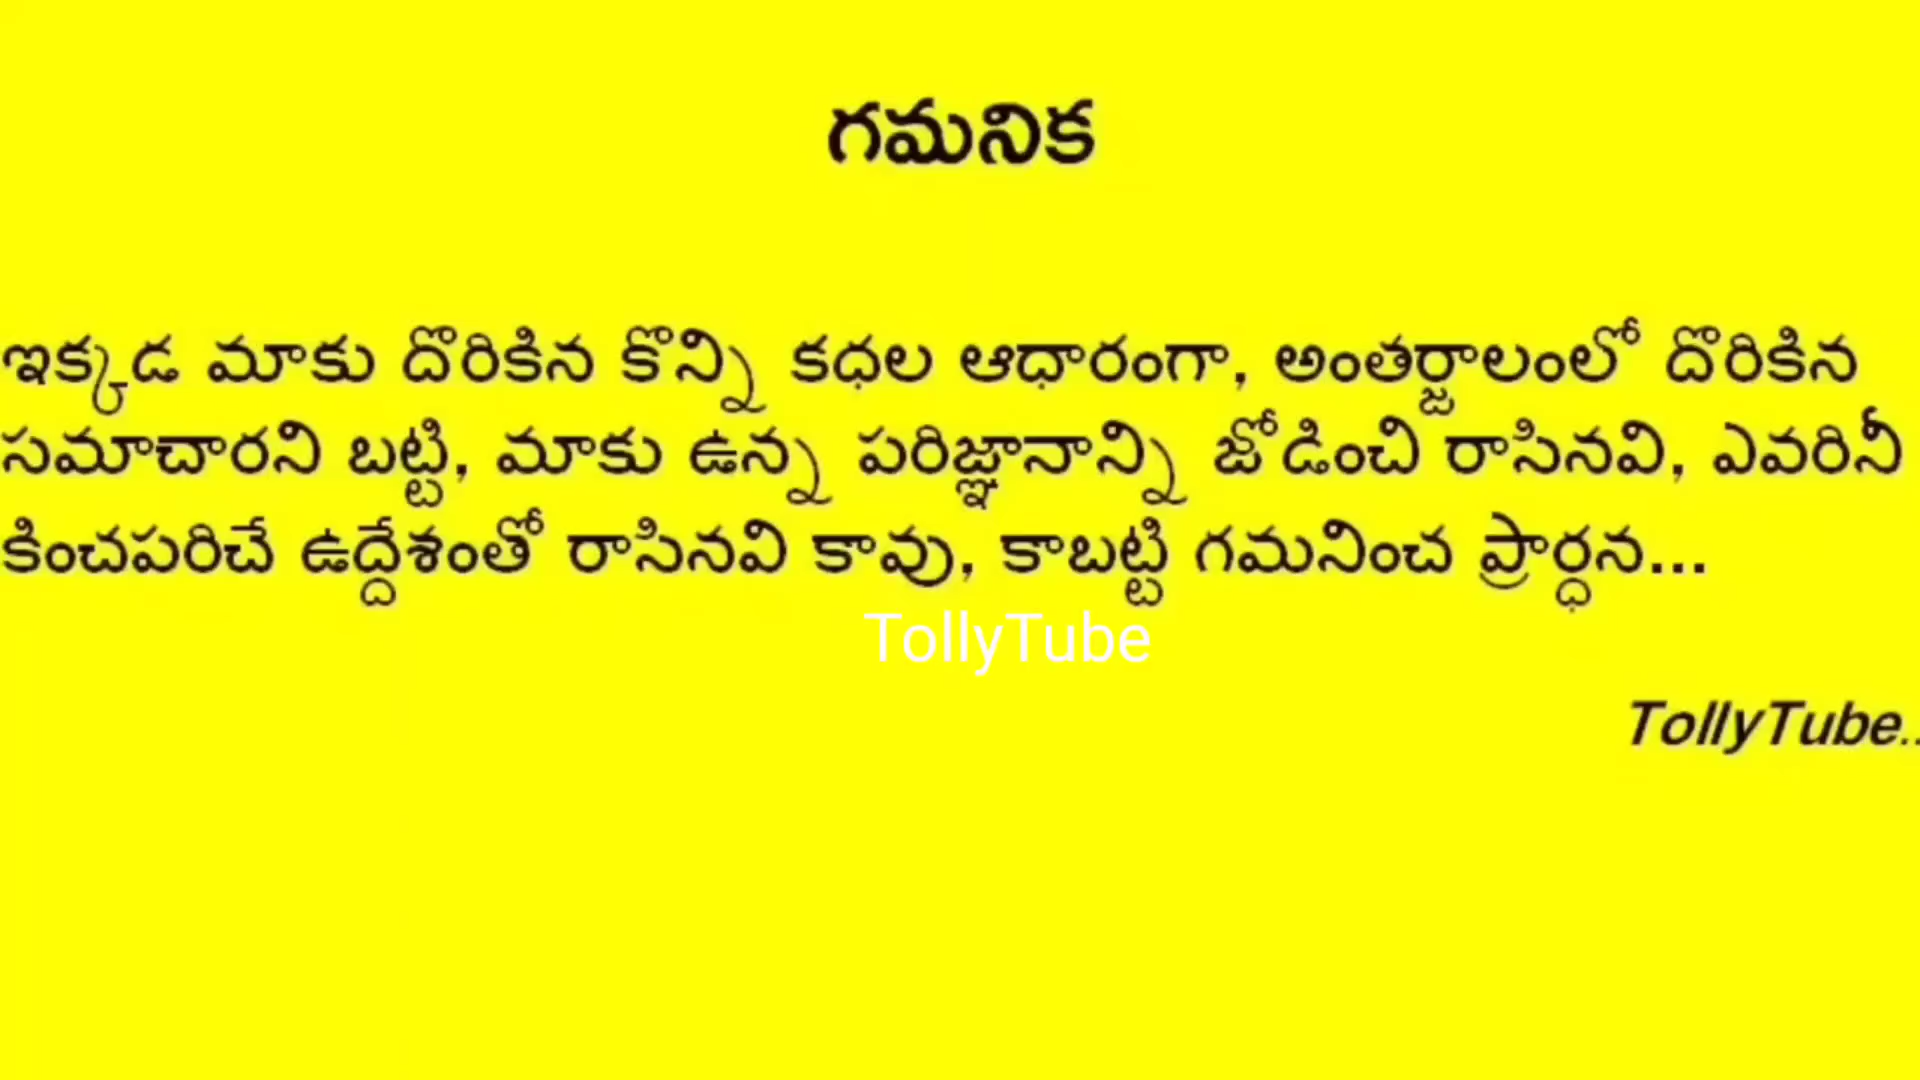 గమనిక
ఇక్కడ మాకు దొరికిన కొన్ని కధల ఆధారంగా, అంతర్జాలంలో దొరికిన
సమాచారని బట్టి, మాకు ఉన్న పరిజ్ఞానాన్ని జోడించి రాసినవి, ఎవరినీ
కించపరిచే ఉద్దేశంతో రాసినవి కావు, కాబట్టి గమనించ ప్రార్ధన...
TollyTube
TollyTube..